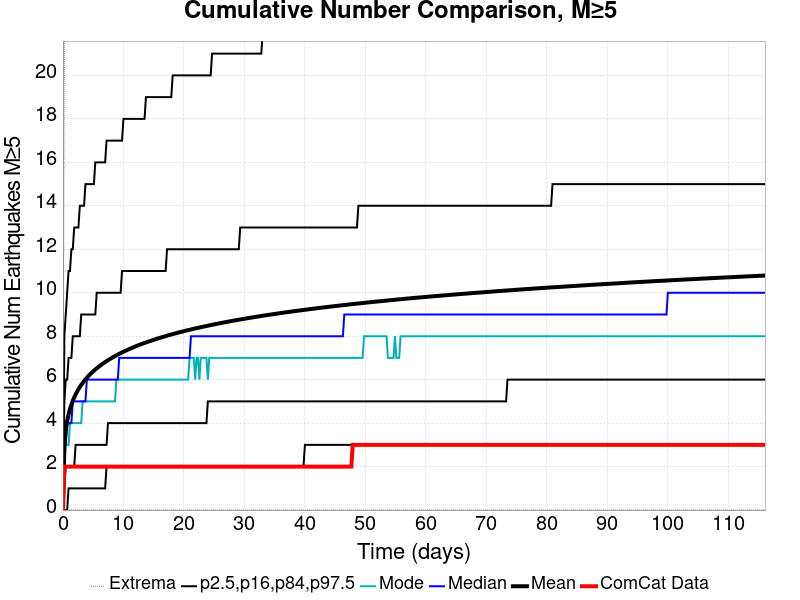 Cumulative Number Comparison, M≥5
Cumulative Num Earthquakes M≥5
20
18
16
14
12
10
8
6
4
2
0
0 10 20 30 40 50 60 70 80 90 100 110
Time (days)
Extrema p2.5,p16,p84,p97.5 Mode Median Mean ComCat Data